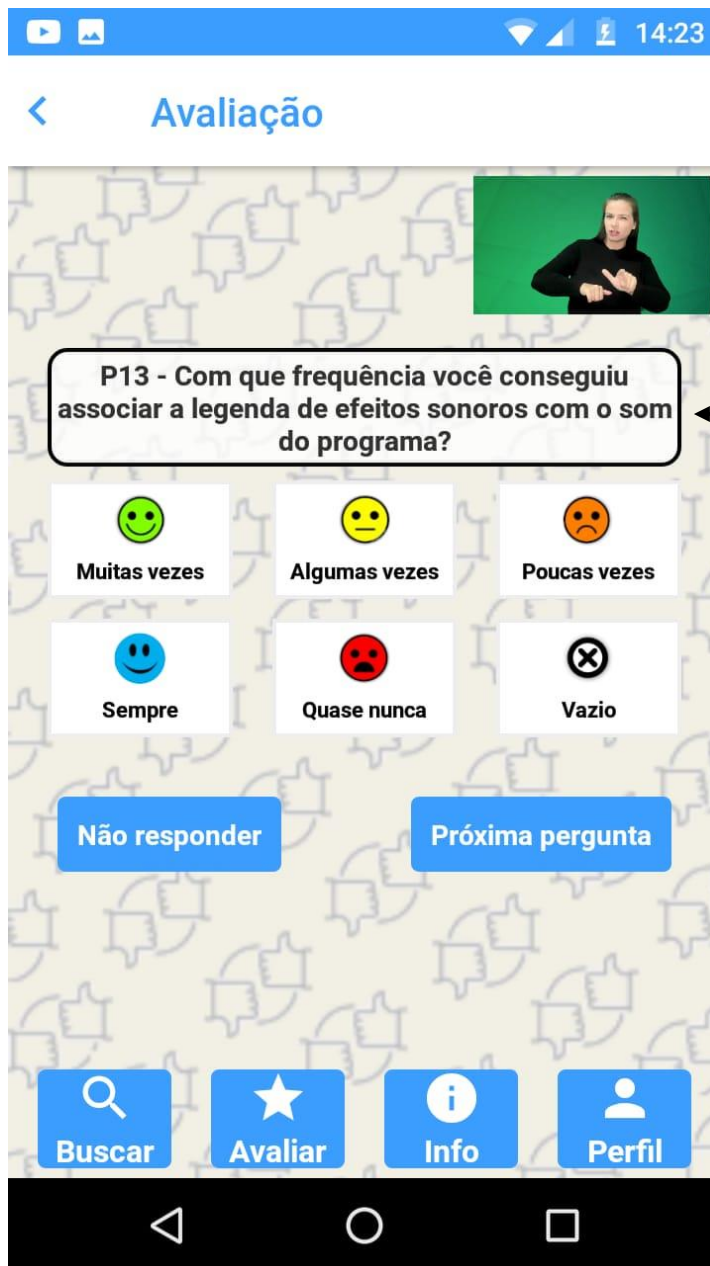 14:23
Avaliação
P13 - Com que frequência você conseguiu
associar a legenda de efeitos sonoros com o som
do programa?
Muitas vezes
Algumas vezes
Poucas vezes
Sempre
Quase nunca
Vazio
Não responder
Próxima pergunta
Buscar
Avaliar
Info
Perfil